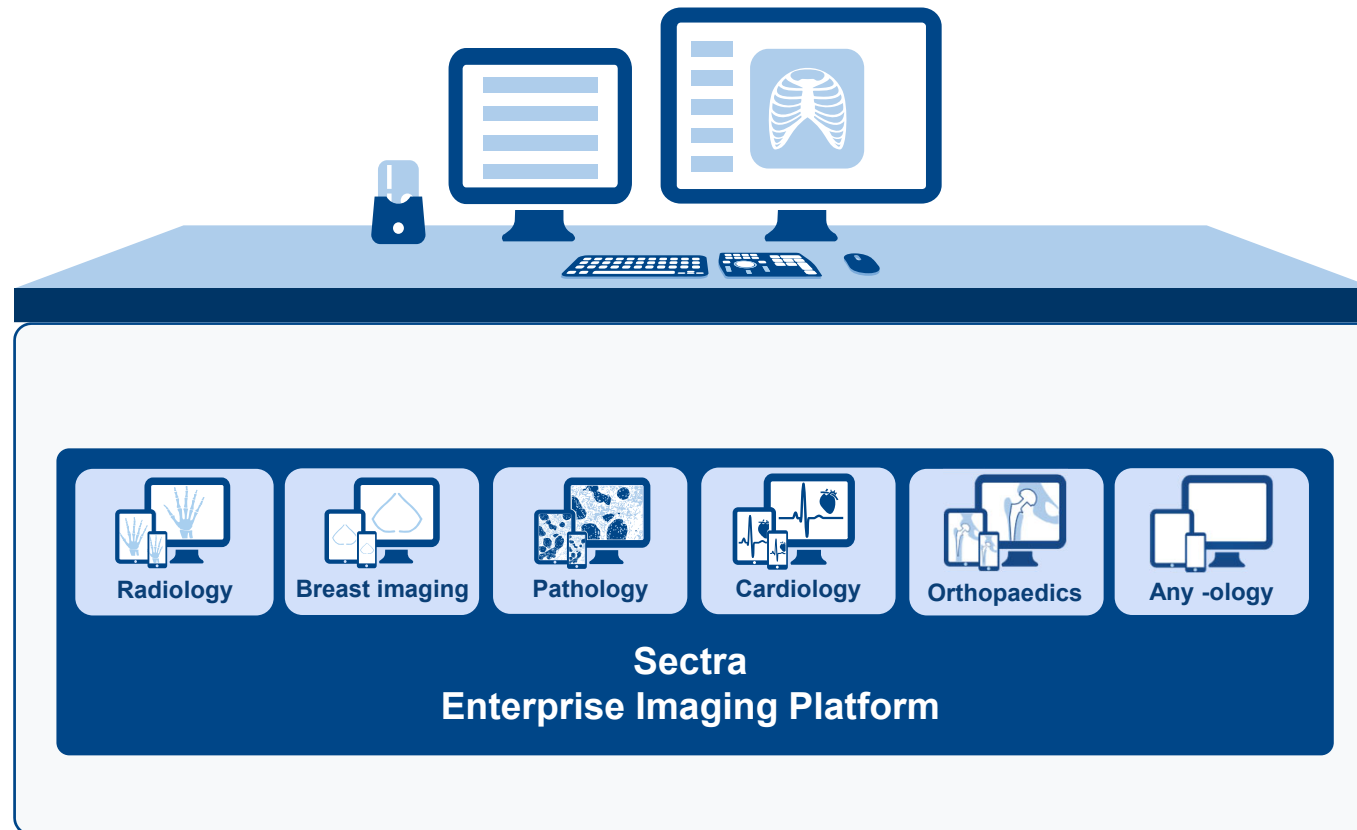 Radiology
Breast imaging
Pathology
Cardiology
Orthopaedics
Any -ology
Sectra
Enterprise Imaging Platform